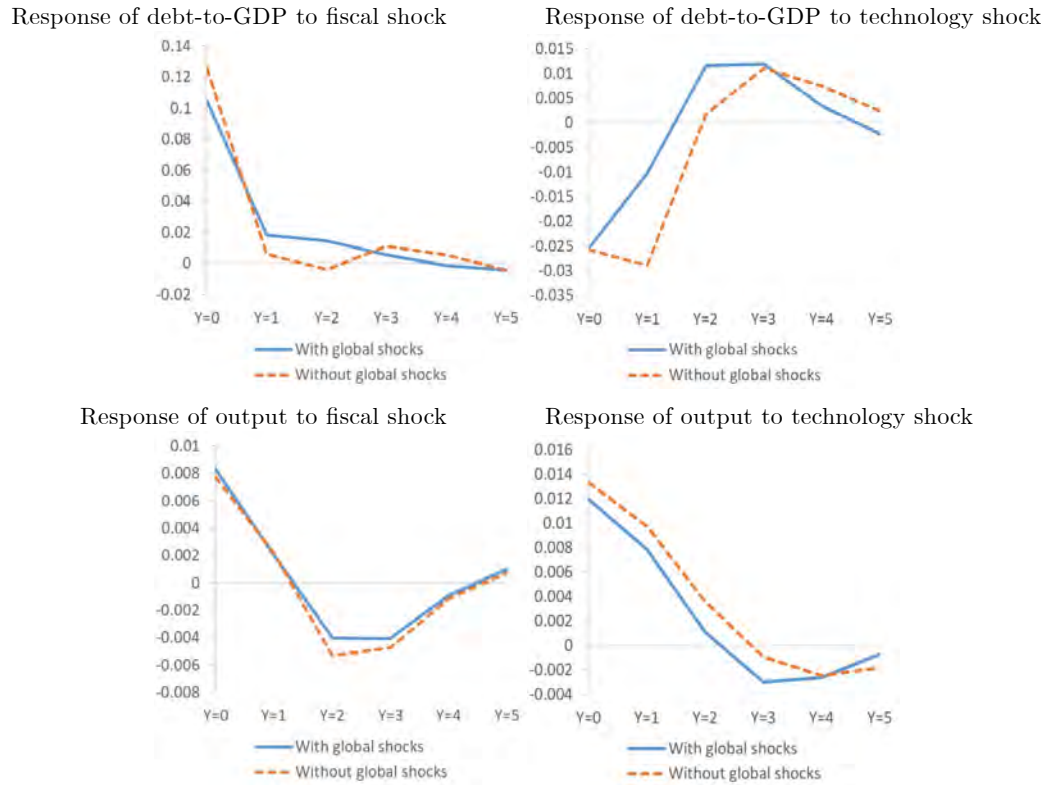 Response of debt-to-GDP to fiscal shock
0.14
0.12
0.1
0.08
0.06
0.04
0.02
0
-0.02
Y=0 Y=1 Y=2 Y=3 Y=4 Y=5
With global shocks
Without global shocks
Response of debt-to-GDP to technology shock
0.015
0.01
0.005
0
-0.005
-0.01
-0.015
-0.02
-0.025
-0.03
-0.035
Y=0 Y=1 Y=2 Y=3 Y=4 Y=5
With global shocks
Without global shocks
Response of output to fiscal shock
0.01
0.008
0.006
0.004
0.002
0
-0.002
-0.004
-0.006
-0.008
Y=0 Y=1 Y=2 Y=3 Y=4 Y=5
With global shocks
Without global shocks
Response of output to technology shock
0.016
0.014
0.012
0.01
0.008
0.006
0.004
0.002
0
-0.002
-0.004
Y=0 Y=1 Y=2 Y=3 Y=4 Y=5
With global shocks
Without global shocks